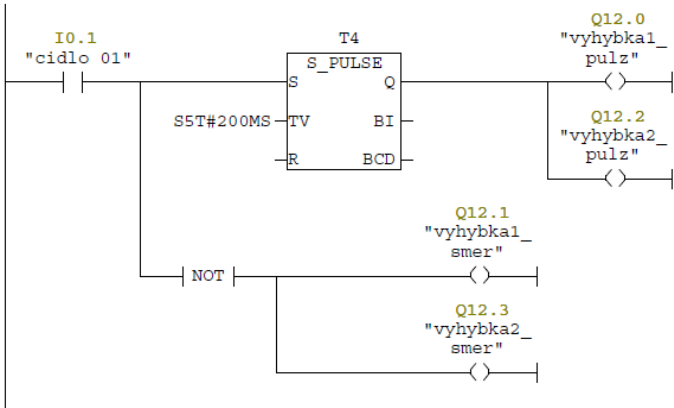 I0.1
"cidlo 01"
T4
S_PULSE
S
Q
S5T#200MS
TV
BI
R
BCD
Q12.0
"vyhybka1_
pulz"
Q12.2
"vyhybka2_
pulz"
NOT
Q12.1
"vyhybka1_
smer"
Q12.3
"vyhybka2_
smer"